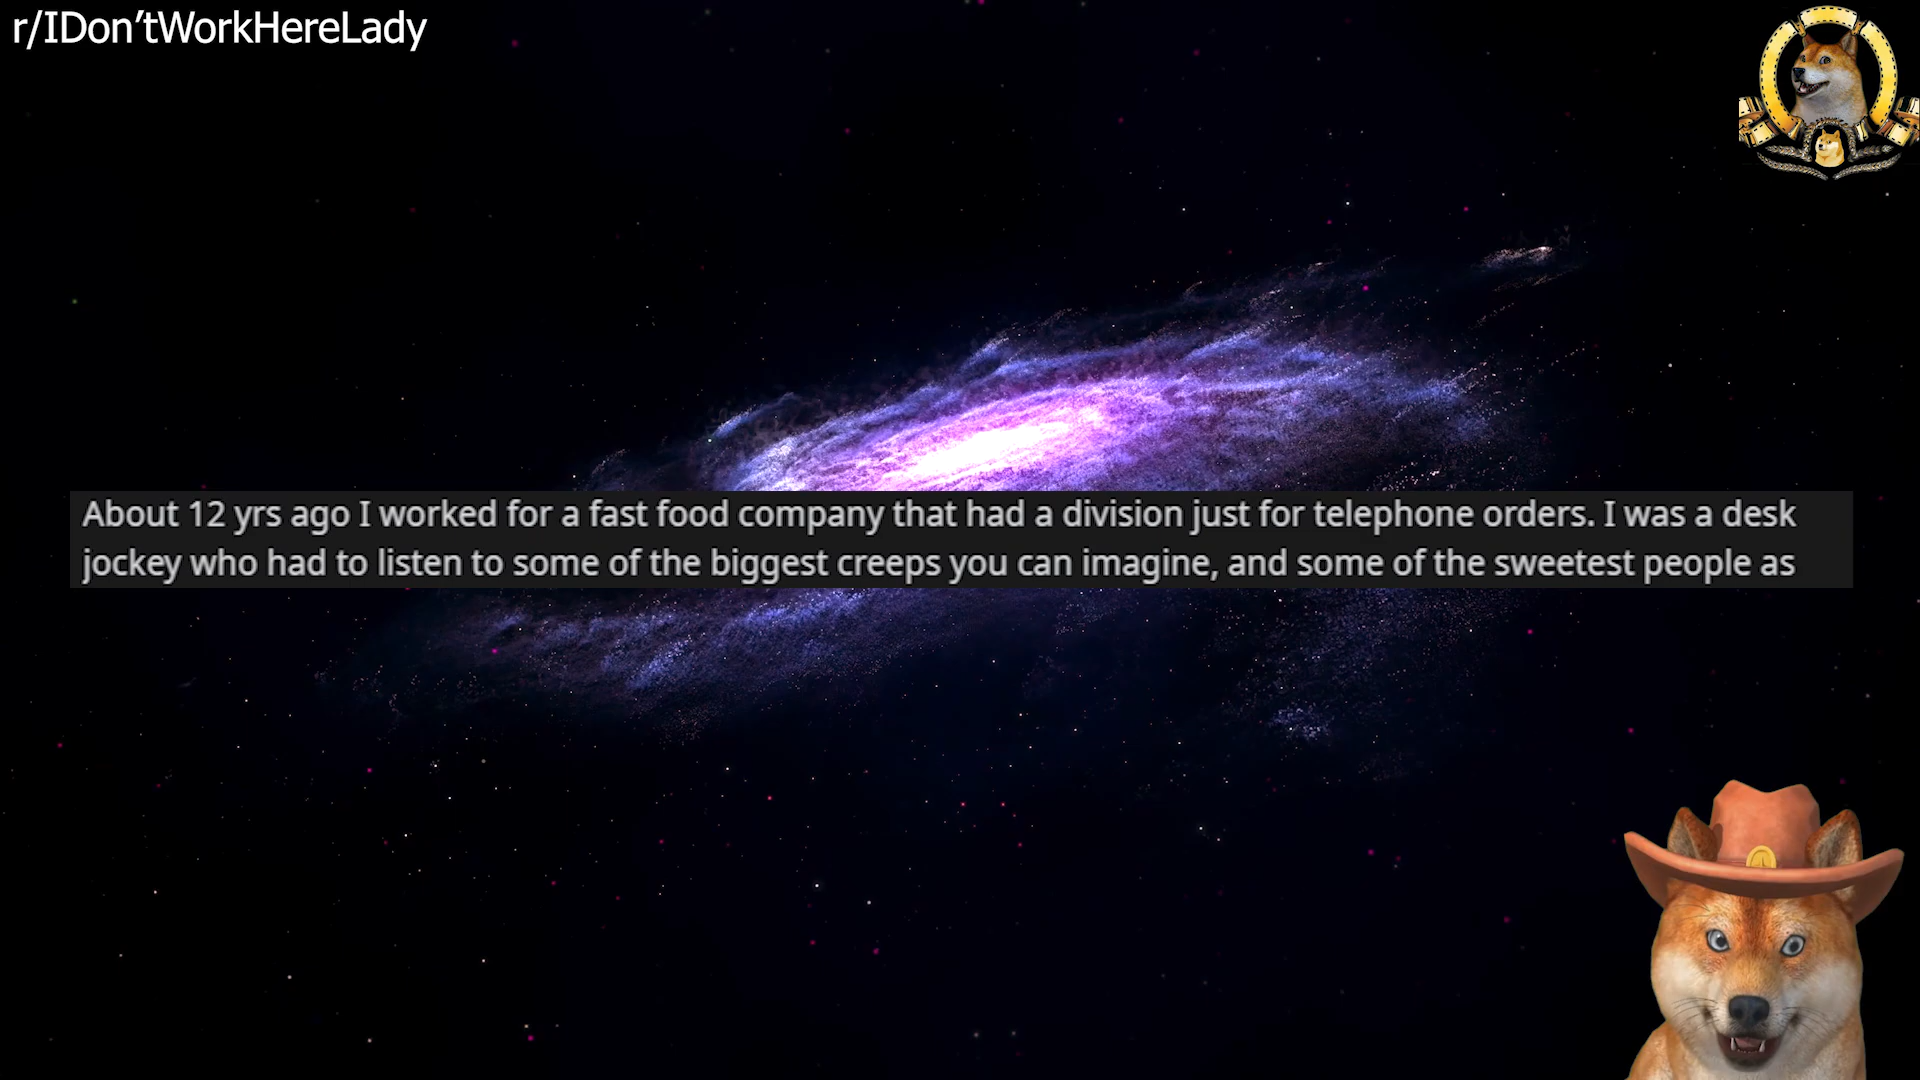 r/IDon’tWorkHereLady
About 12 yrs ago I worked for a fast food company that had a division just for telephone orders. I was a desk
jockey who had to listen to some of the biggest creeps you can imagine, and some of the sweetest people as